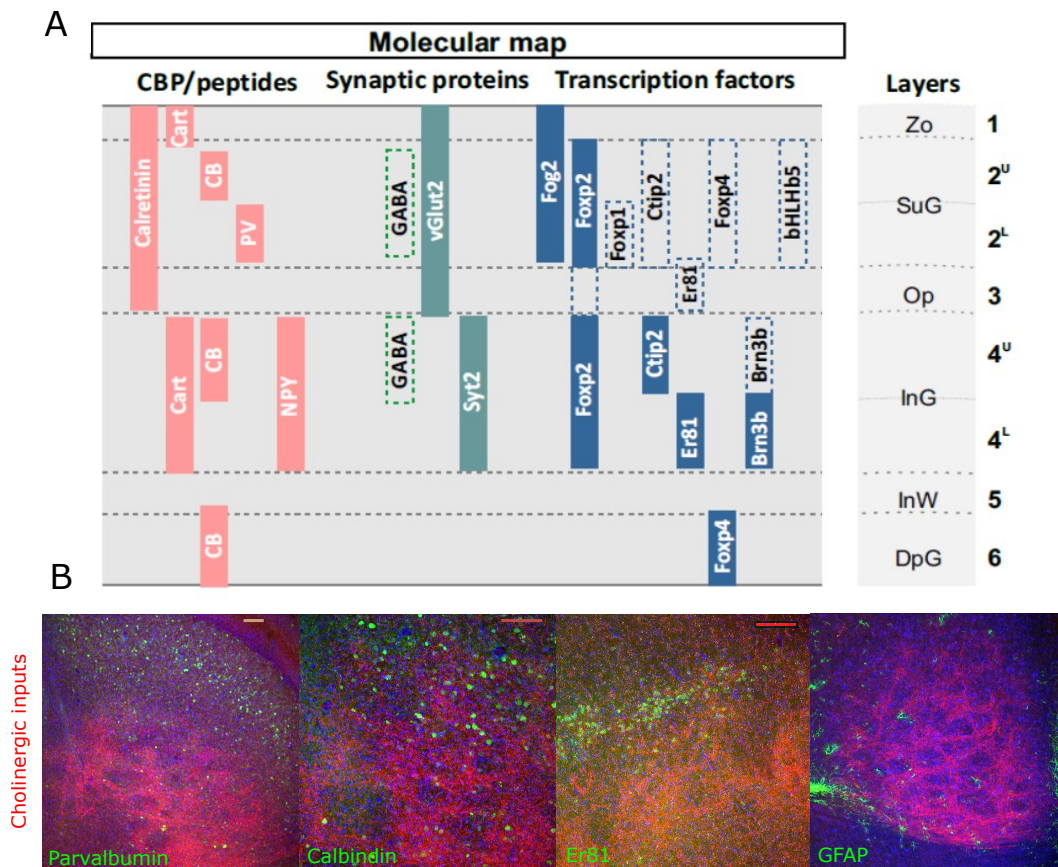 A
Molecular map
CBP/peptides Synaptic proteins Transcription factors Layers
Calretinin
Cart
CB
PV
GABA
vGlut2
Fog2
Foxp2
Foxp1
Ctip2
Er81
Foxp4
bHLHb5
Cart
CB
NPY
GABA
Syt2
Foxp2
Ctip2
Er81
Brn3b
Brn3b
CB
Foxp4
Zo 1
2U
SuG
2L
Op 3
4U
InG
4L
InW 5
DpG 6
B
Cholinergic inputs
Parvalbumin
Calbindin
Er81
GFAP